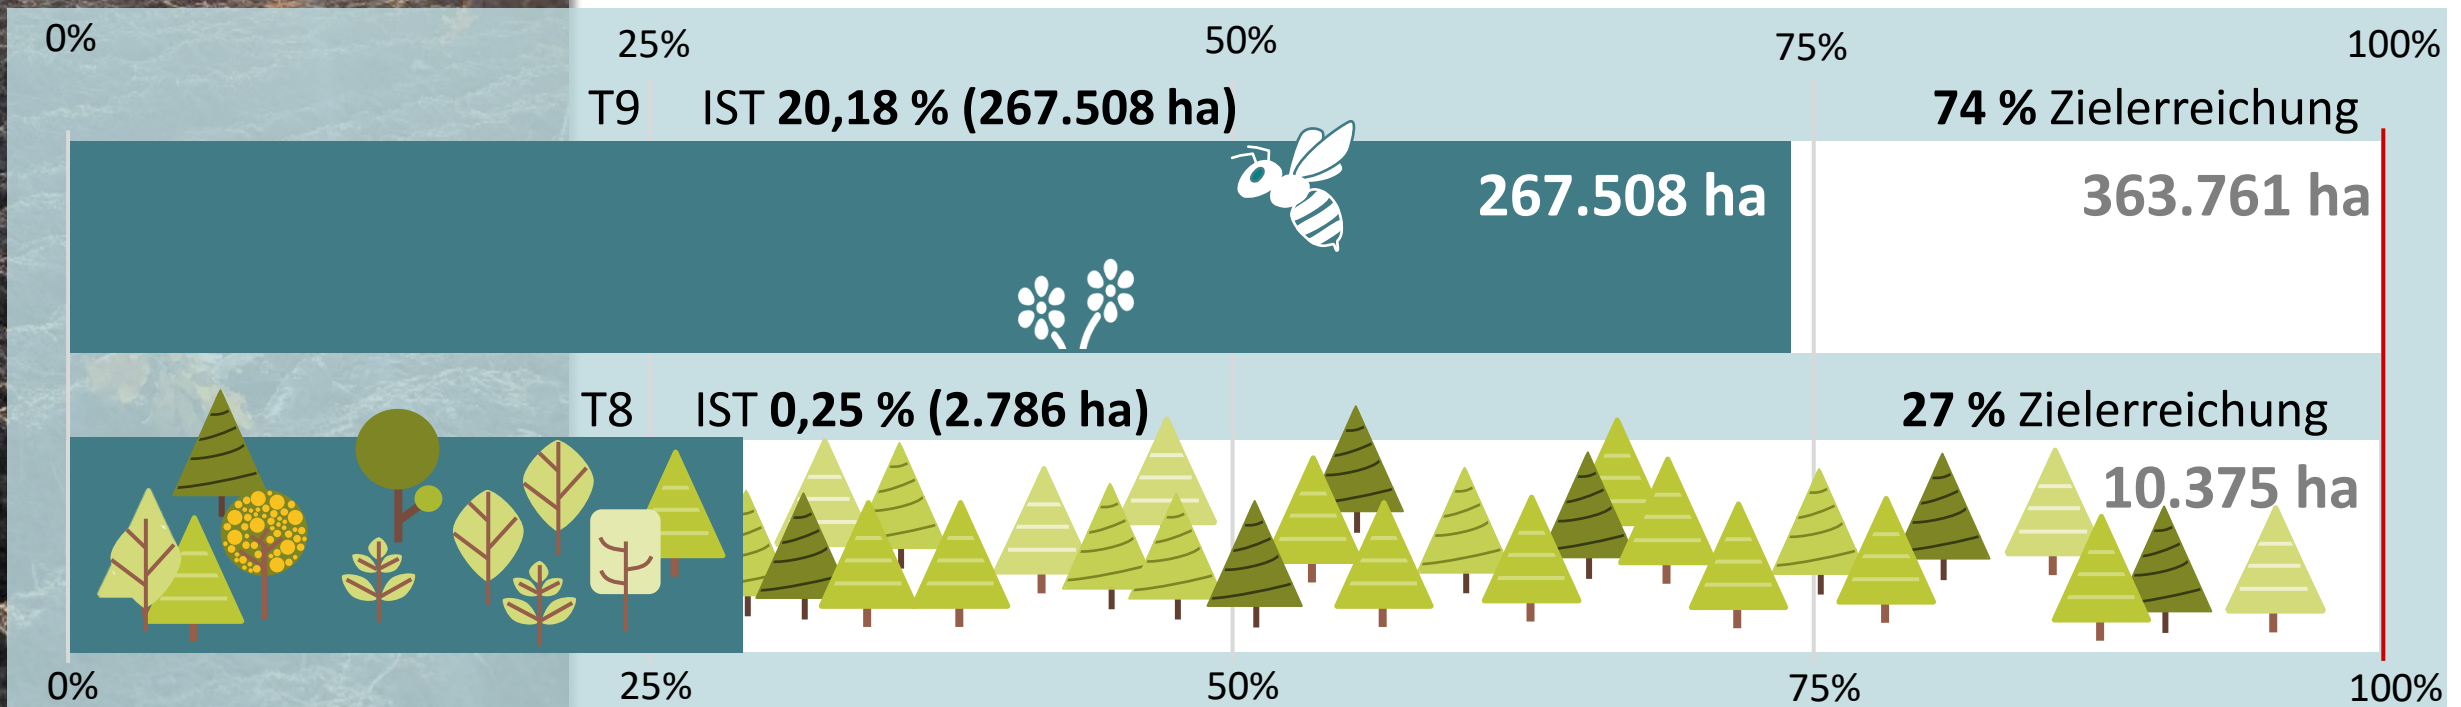 0% 25% 50% 75% 100%
T9 IST 20,18 % (267.508 ha) 74 % Zielerreichung
267.508 ha 363.761 ha
T8 IST 0,25 % (2.786 ha) 27 % Zielerreichung
10.375 ha
0% 25% 50% 75% 100%